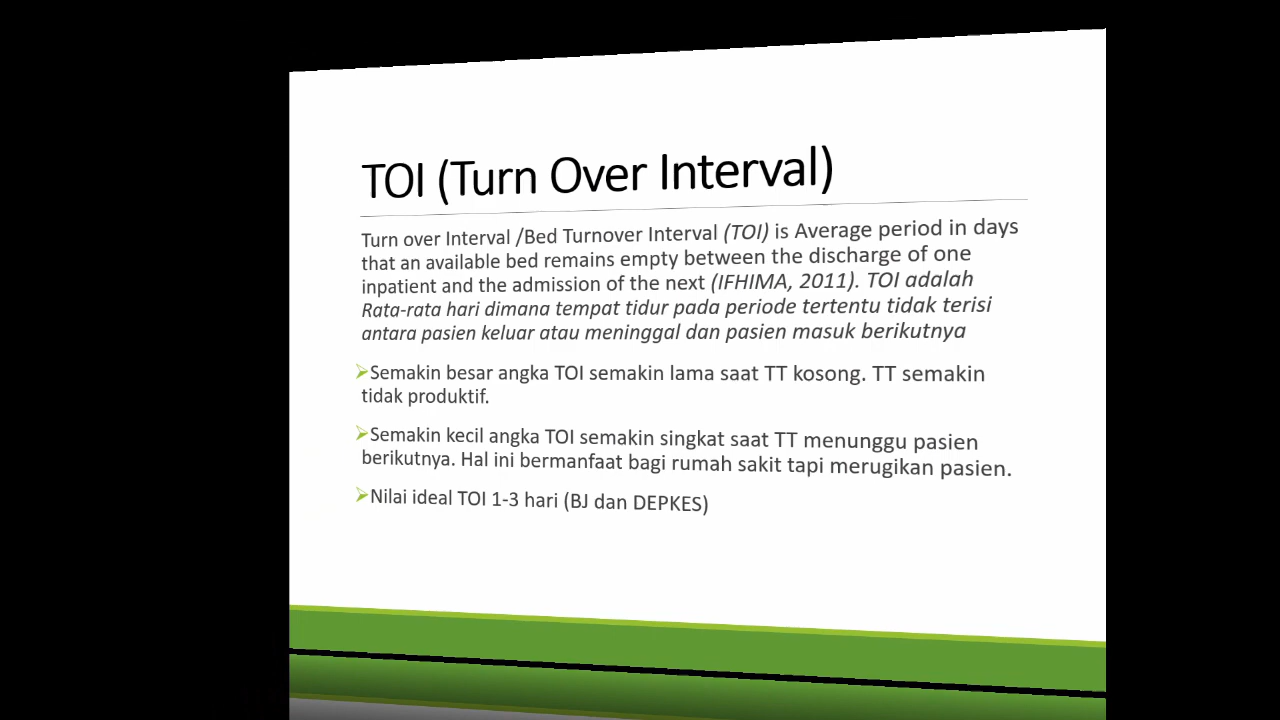 TOI (Turn Over Interval)
Turn over Interval /Bed Turnover Interval (TOI) is Average period in days
that an available bed remains empty between the discharge of one
inpatient and the admission of the next (IFHIMA, 2011). TOI adalah
Rata-rata hari dimana tempat tidur pada periode tertentu tidak terisi
antara pasien keluar atau meninggal dan pasien masuk berikutnya
Semakin besar angka TOI semakin lama saat TT kosong. TT semakin
tidak produktif.
Semakin kecil angka TOI semakin singkat saat TT menunggu pasien
berikutnya. Hal ini bermanfaat bagi rumah sakit tapi merugikan pasien.
Nilai ideal TOI 1-3 hari (BJ dan DEPKES)